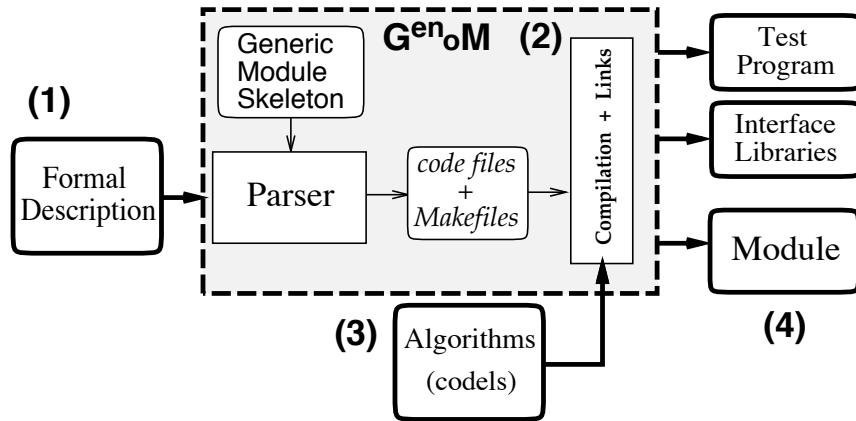 (1)
Formal
Description
Generic
Module
Skeleton
GenoM (2)
Parser
code files
+
Makefiles
Compilation + Links
(3)
Algorithms
(codels)
Test
Program
Interface
Libraries
Module
(4)